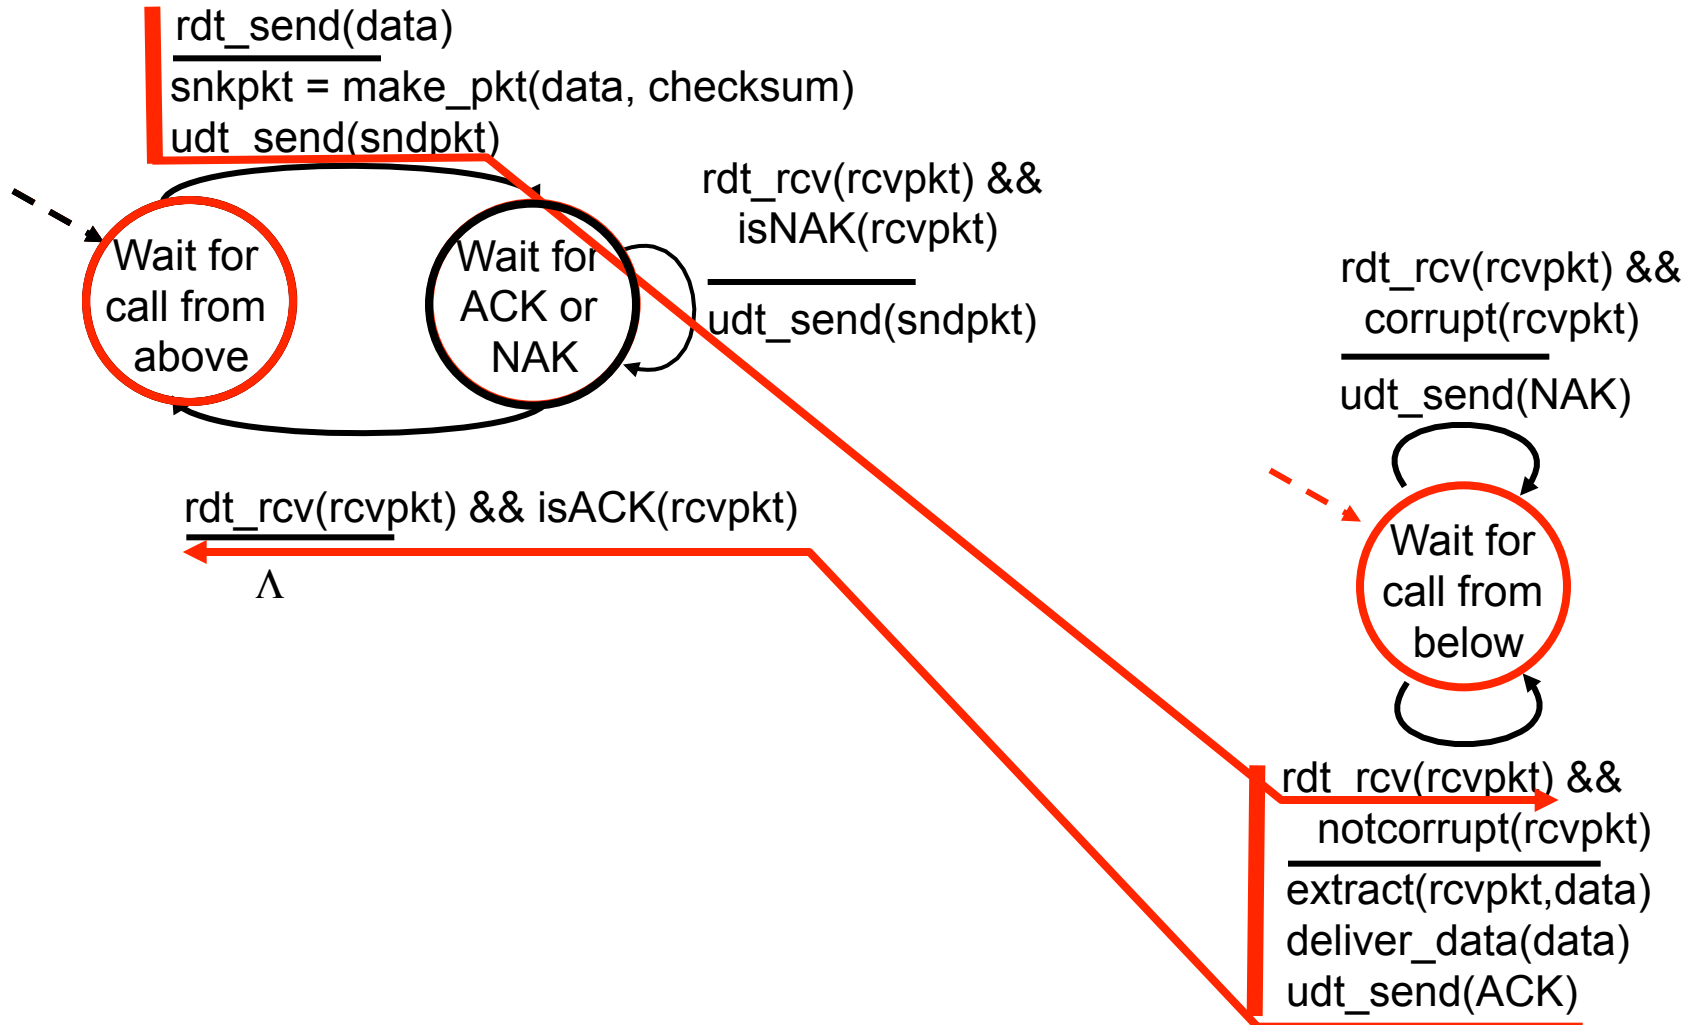 rdt_send(data)
snkpkt = make_pkt(data, checksum)
udt_send(sndpkt)
rdt_rcv(rcvpkt) &&
isNAK(rcvpkt)
udt_send(sndpkt)
Wait for
call from
above
Wait for
ACK or
NAK
rdt_rcv(rcvpkt) && isACK(rcvpkt)
Λ
rdt_rcv(rcvpkt) &&
corrupt(rcvpkt)
udt_send(NAK)
Wait for
call from
below
rdt_rcv(rcvpkt) &&
notcorrupt(rcvpkt)
extract(rcvpkt,data)
deliver_data(data)
udt_send(ACK)